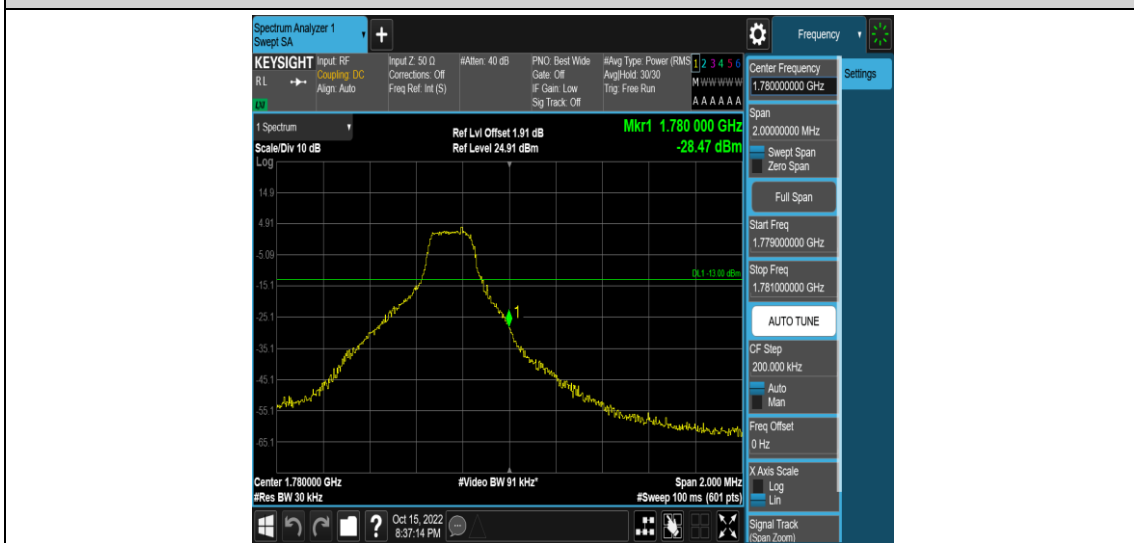 Spectrum Analyzer 1
Swept SA
Frequency
KEYSIGHT
RL
Input: RF
Coupling: DC
Align: Auto
Input Z: 50 Ω
Corrections: Off
Freq Ref: Int (S)
#Atten: 40 dB
PNO: Best Wide
Gate: Off
IF Gain: Low
Sig Track: Off
#Avg Type: Power (RMS
Avg|Hold: 30/30
Trig: Free Run
1 2 3 4 5 6
M W W W W W
A A A A A A
1 Spectrum
Scale/Div 10 dB
Log
Ref Lvl Offset 1.91 dB
Ref Level 24.91 dBm
Mkr1 1.780 000 GHz
-28.47 dBm
14.9
4.91
-5.09
DL1 -13.00 dBm
-15.1
1
-25.1
-35.1
-45.1
-55.1
-65.1
Center 1.780000 GHz
#Video BW 91 kHz*
Span 2.000 MHz
#Res BW 30 kHz
#Sweep 100 ms (601 pts)
?
Oct 15, 2022
8:37:14 PM
Center Frequency
1.780000000 GHz
Settings
Span
2.00000000 MHz
Swept Span
Zero Span
Full Span
Start Freq
1.779000000 GHz
Stop Freq
1.781000000 GHz
AUTO TUNE
CF Step
200.000 kHz
Auto
Man
Freq Offset
0 Hz
X Axis Scale
Log
Lin
Signal Track
(Span Zoom)